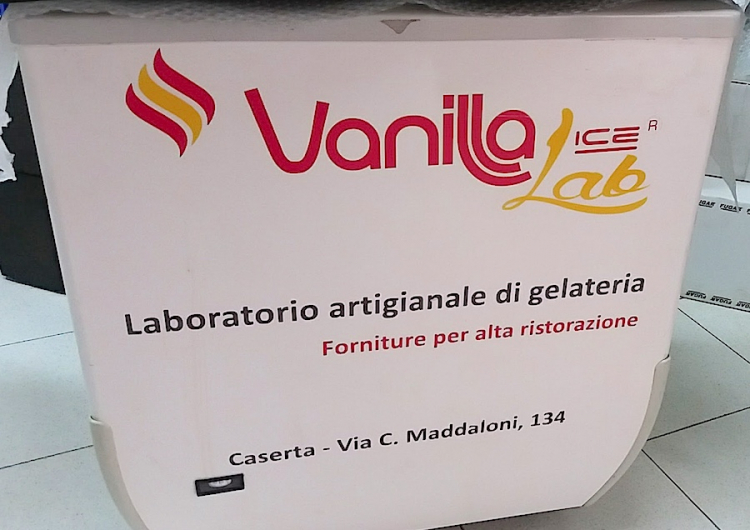 Vanilla ICE ®
Lab
Laboratorio artigianale di gelateria
Forniture per alta ristorazione
Caserta - Via C. Maddaloni, 134